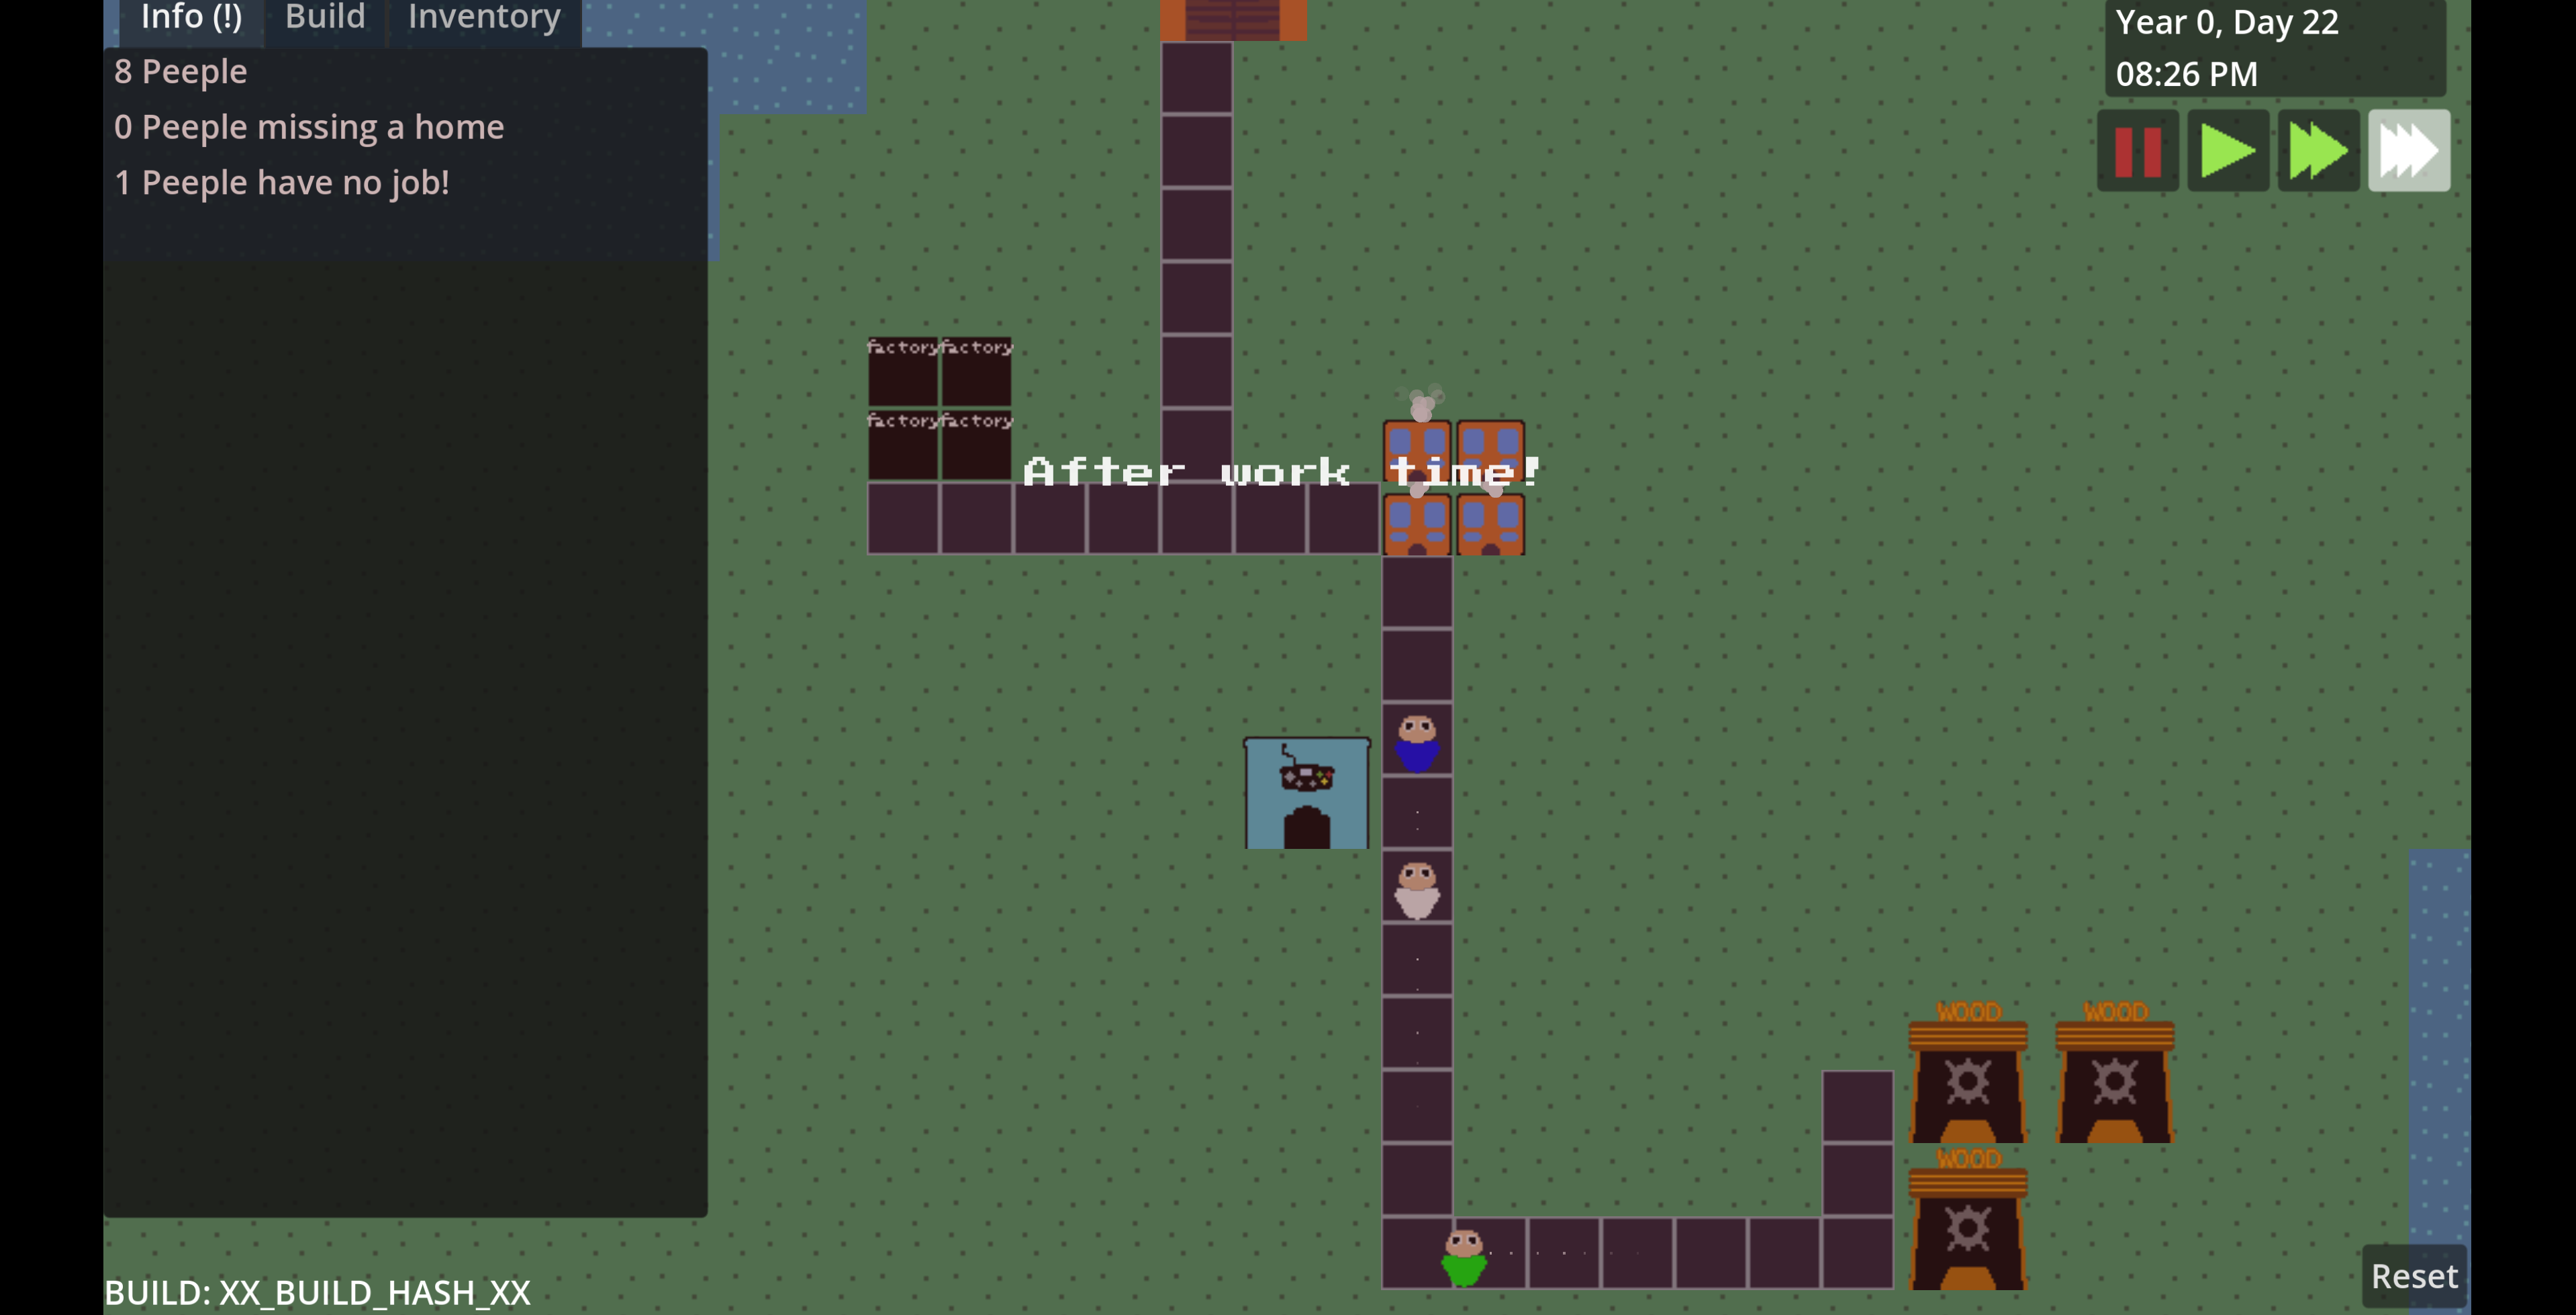 Info (!) Build Inventory
Year 0, Day 22
08:26 PM
8 Peeple
0 Peeple missing a home
1 Peeple have no job!
factory factory
factory factory
After work time!
WOOD WOOD
WOOD
Reset
BUILD: XX_BUILD_HASH_XX